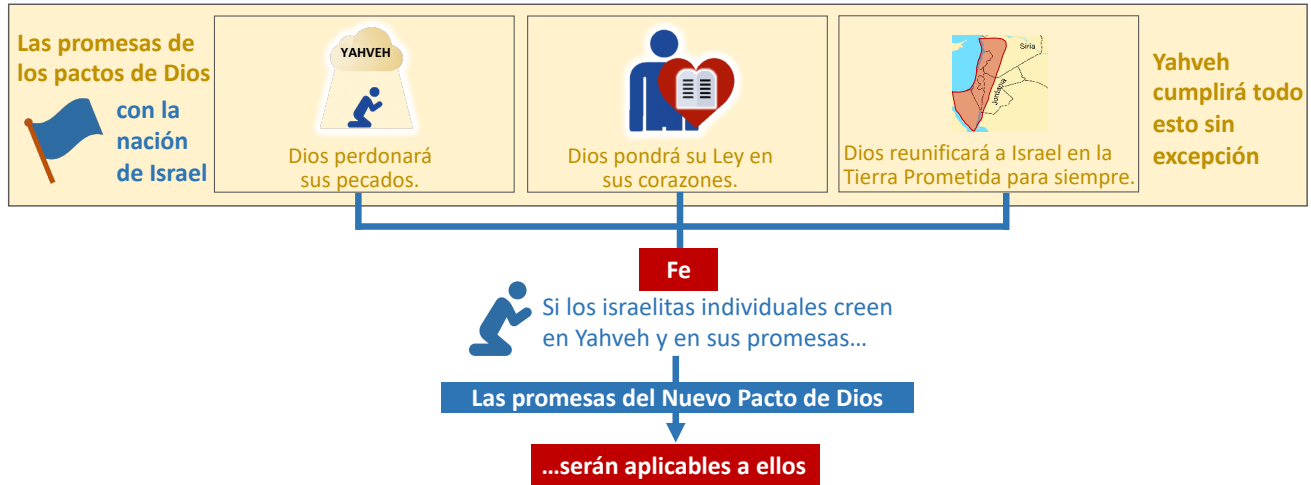 Las promesas de
los pactos de Dios
con la
nación
de Israel
YAHVEH
Dios perdonará
sus pecados.
Dios pondrá su Ley en
sus corazones.
Siria
Jordania
Dios reunificará a Israel en la
Tierra Prometida para siempre.
Yahveh
cumplirá todo
esto sin
excepción
Fe
Si los israelitas individuales creen
en Yahveh y en sus promesas…
Las promesas del Nuevo Pacto de Dios
…serán aplicables a ellos